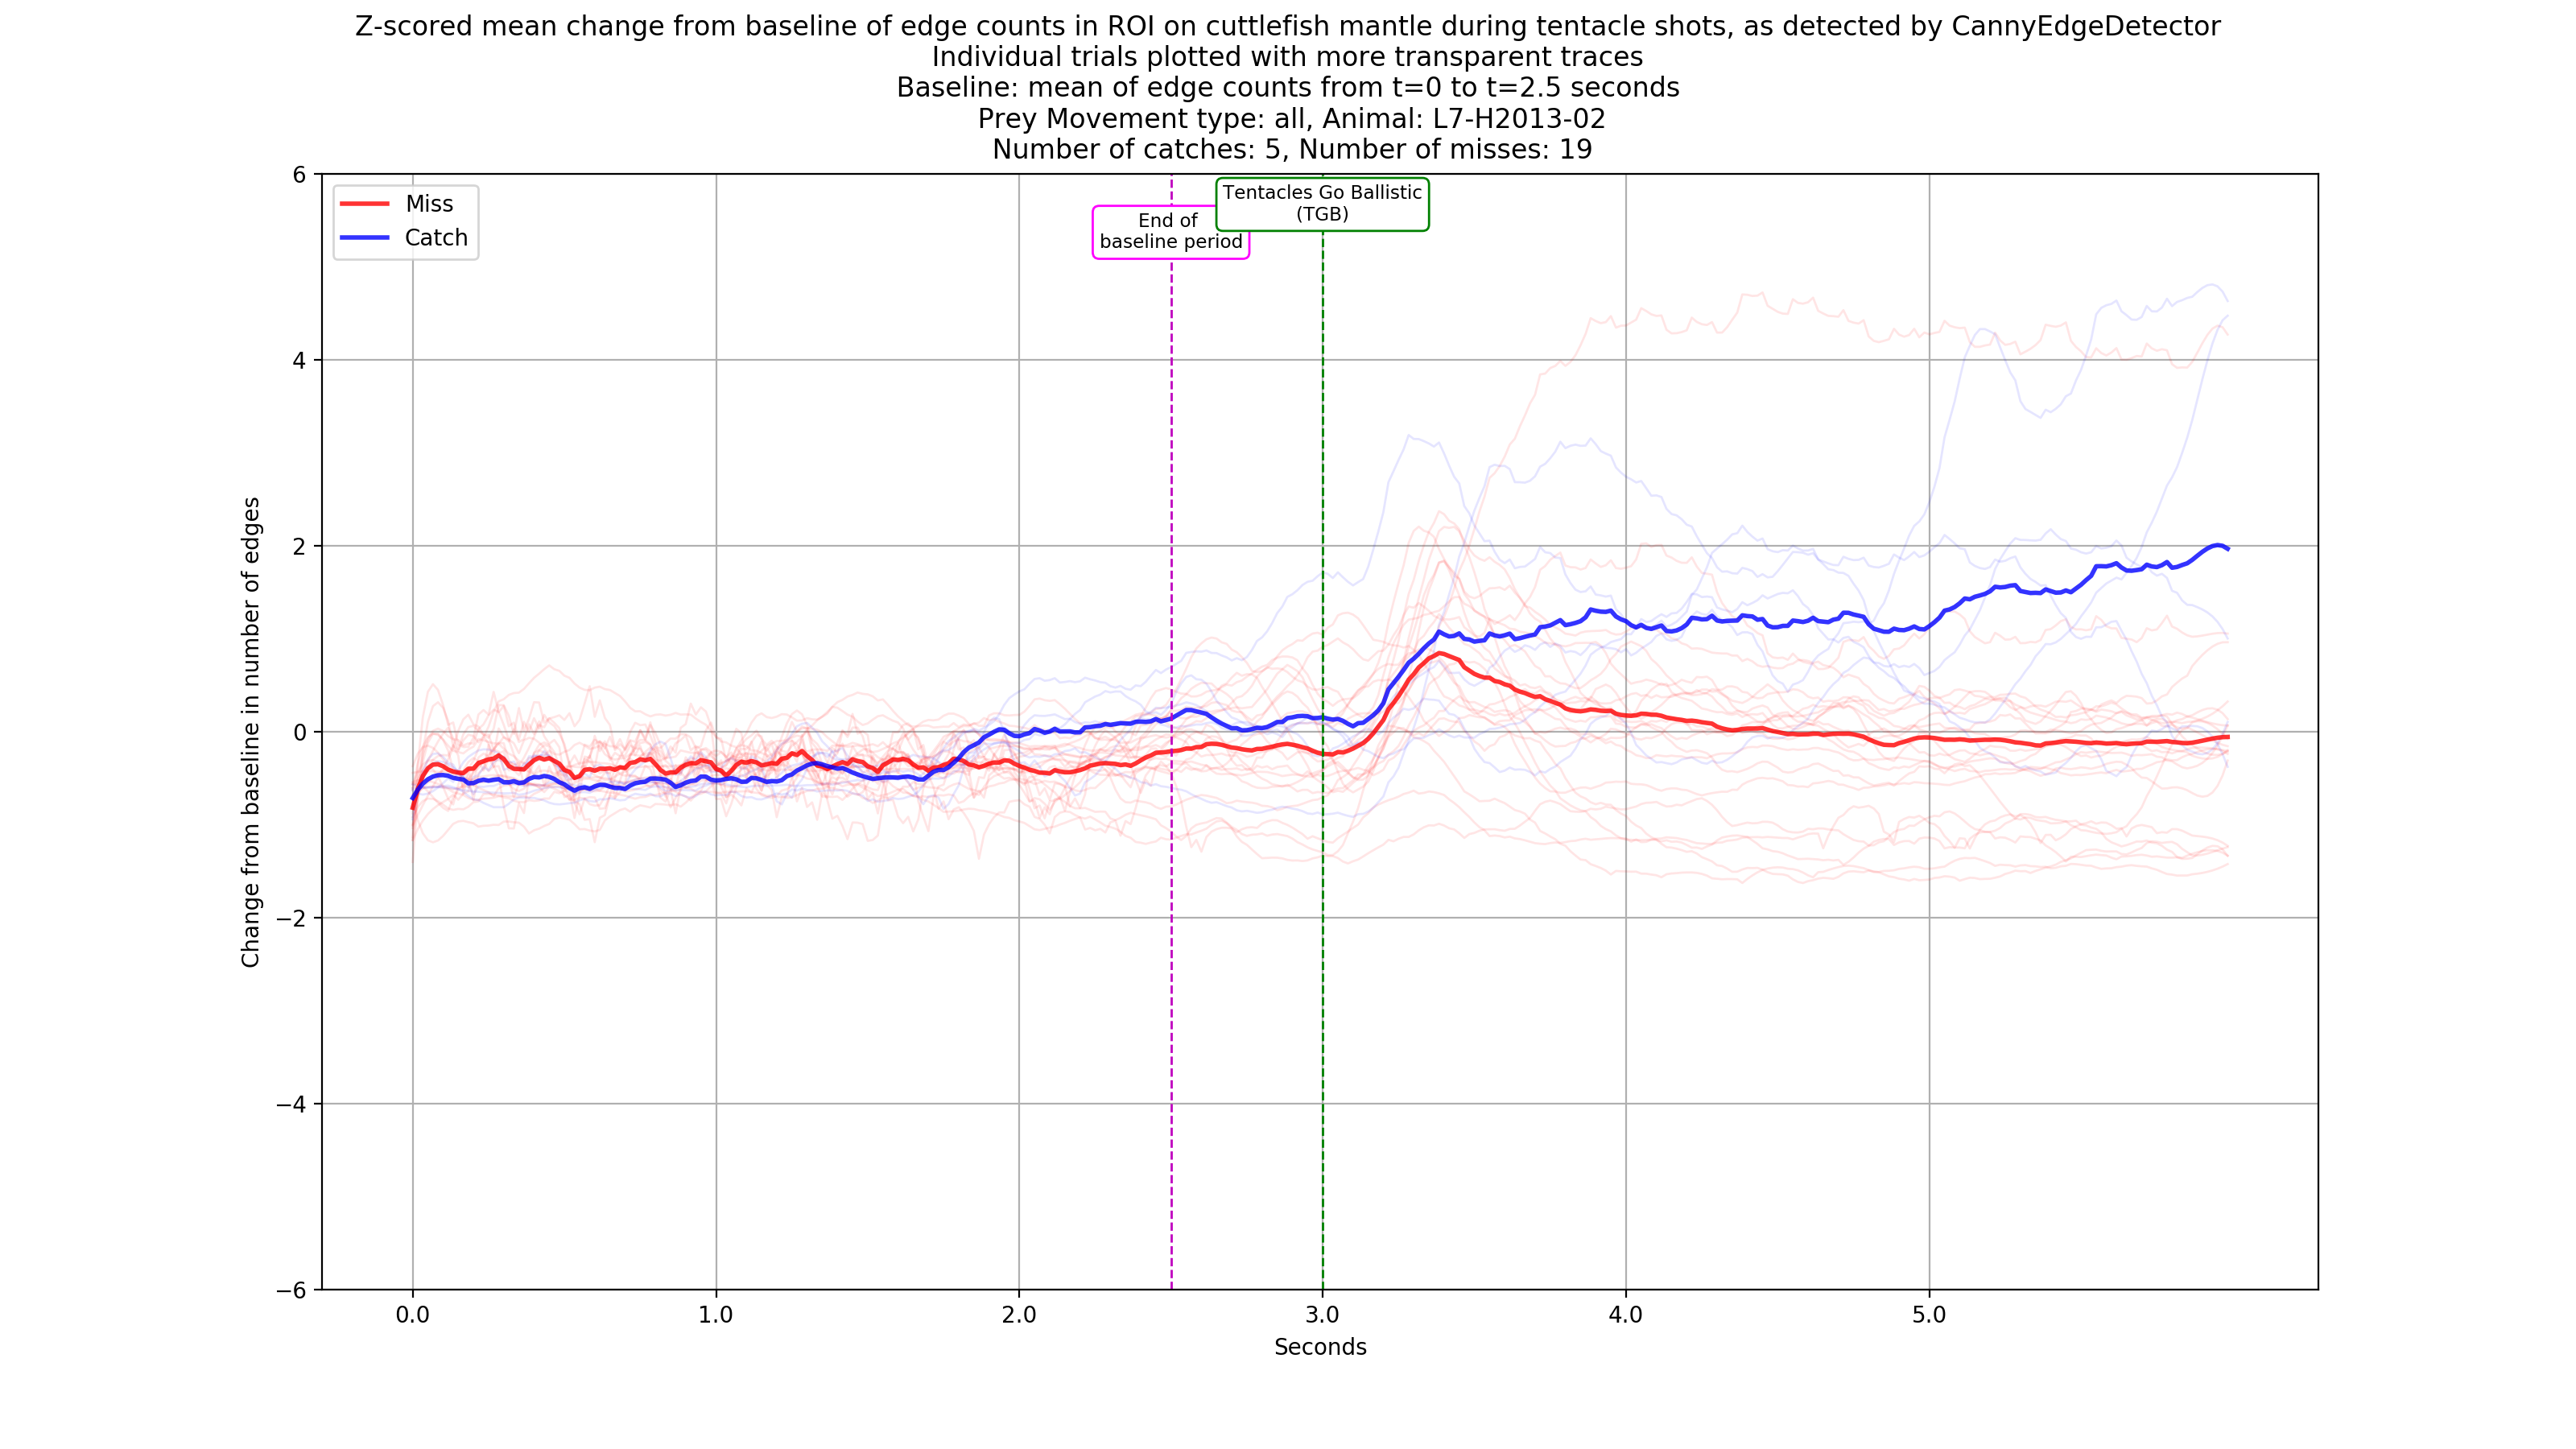 Z-scored mean change from baseline of edge counts in ROI on cuttlefish mantle during tentacle shots, as detected by CannyEdgeDetector
Individual trials plotted with more transparent traces
Baseline: mean of edge counts from t=0 to t=2.5 seconds
Prey Movement type: all, Animal: L7-H2013-02
Number of catches: 5, Number of misses: 19
Miss
Catch
End of
baseline period
Tentacles Go Ballistic
(TGB)
Change from baseline in number of edges
6
4
2
0
−2
−4
−6
0.0
1.0
2.0
3.0
4.0
5.0
Seconds